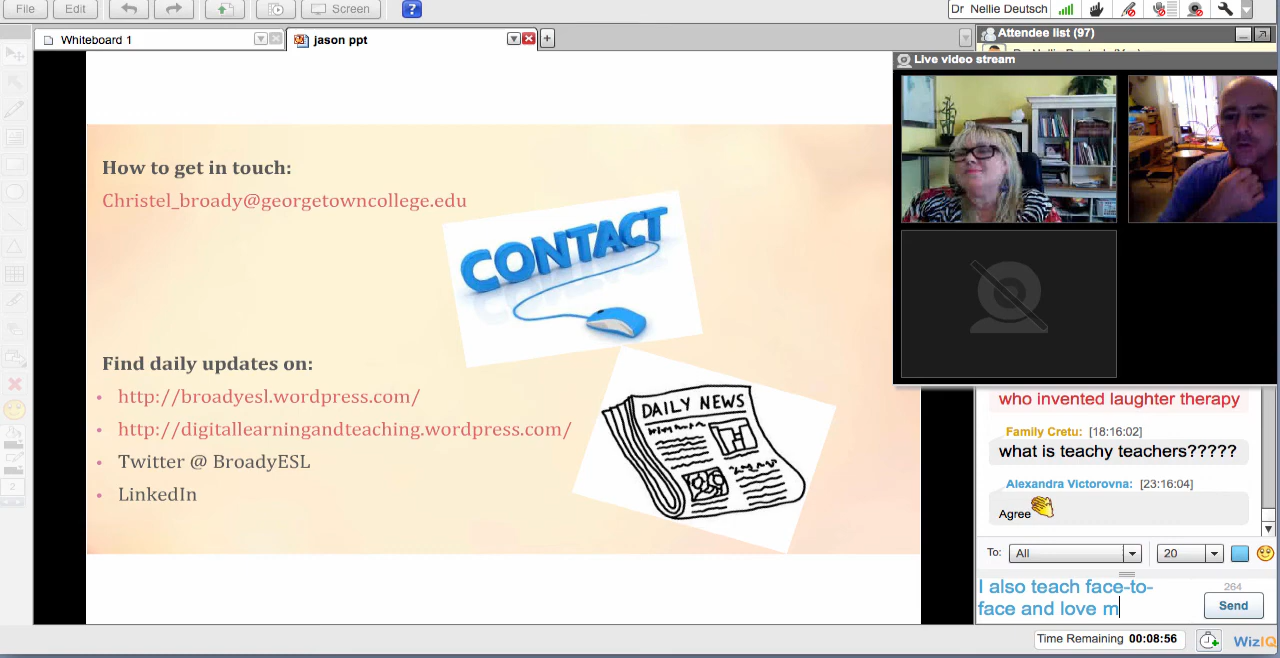 File Edit Screen ?
Dr Nellie Deutsch
Whiteboard 1
jason ppt
Attendee list (97)
Live video stream
How to get in touch:
Christel_broady@georgetowncollege.edu
CONTACT
Find daily updates on:
• http://broadyesl.wordpress.com/
• http://digitallearningandteaching.wordpress.com/
• Twitter @ BroadyESL
• LinkedIn
DAILY NEWS
2
who invented laughter therapy
Family Cretu: [18:16:02]
what is teachy teachers?????
Alexandra Victorovna: [23:16:04]
Agree
To: All 20
I also teach face-to-
face and love m
264
Send
Time Remaining 00:08:56
WizIQ